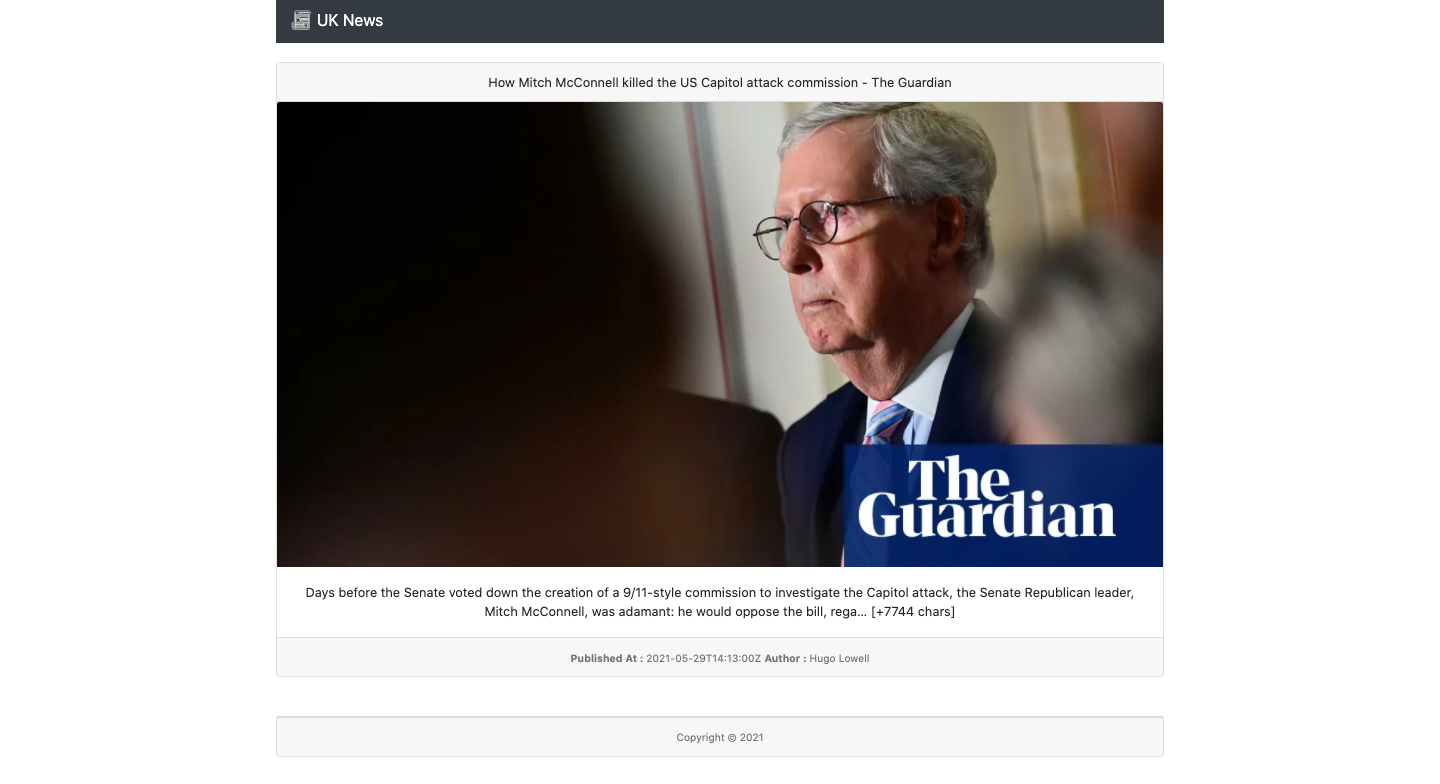 UK News
How Mitch McConnell killed the US Capitol attack commission - The Guardian
The
Guardian
Days before the Senate voted down the creation of a 9/11-style commission to investigate the Capitol attack, the Senate Republican leader,
Mitch McConnell, was adamant: he would oppose the bill, rega… [+7744 chars]
Published At : 2021-05-29T14:13:00Z Author : Hugo Lowell
Copyright © 2021